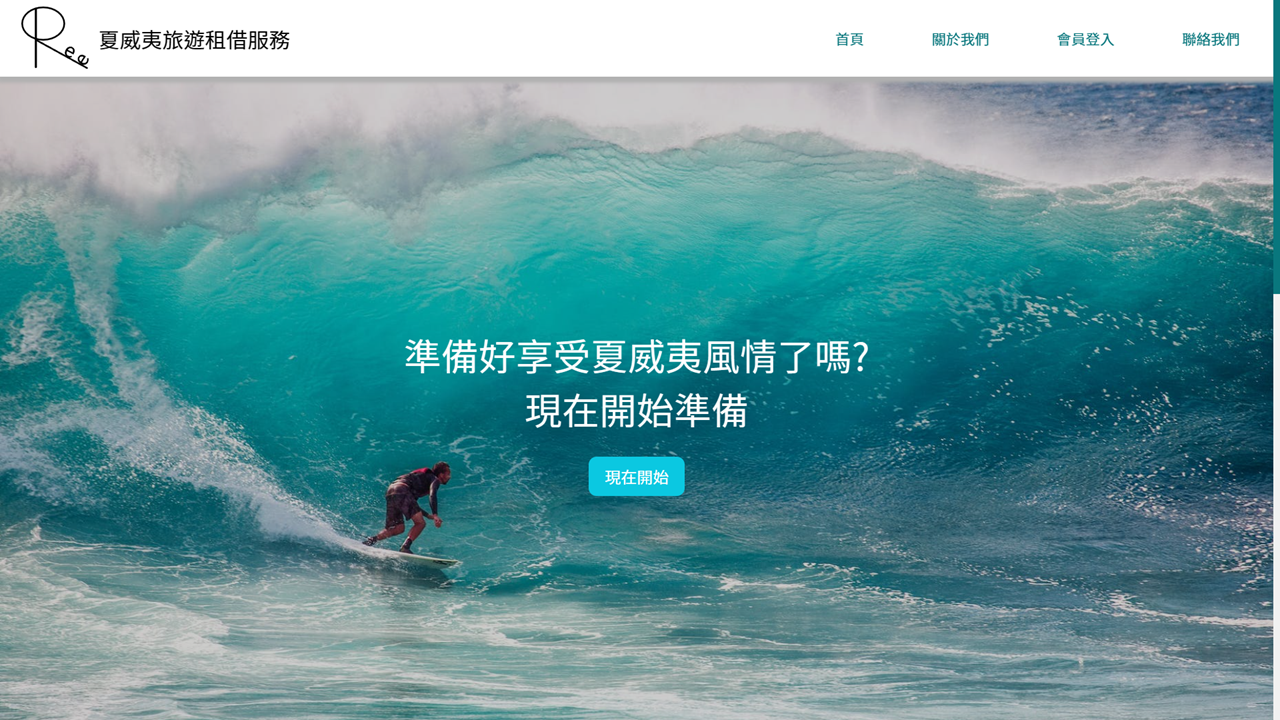 Ree
夏威夷旅遊租借服務
首頁
關於我們
會員登入
聯絡我們
準備好享受夏威夷風情了嗎?
現在開始準備
現在開始